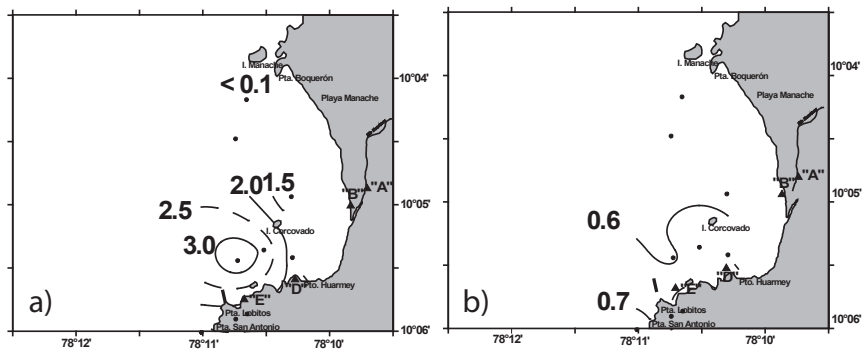 I. Manache
Pta. Boquerón
< 0.1
10°04'
Playa Manache
2.0 1.5
"B" "A"
2.5
10°05'
I. Corcovado
3.0
"D" Pto. Huarmey
"E"
a)
Pta. Lobitos
Pta. San Antonio
10°06'
78°12' 78°11' 78°10'
I. Manache
Pta. Boquerón
10°04'
Playa Manache
"B" "A"
10°05'
0.6
I. Corcovado
"D" Pto. Huarmey
"E"
b)
0.7
Pta. Lobitos
Pta. San Antonio
10°06'
78°12' 78°11' 78°10'